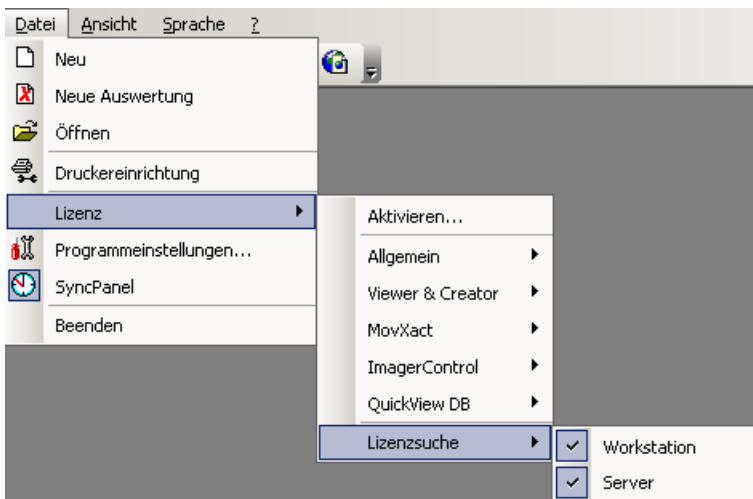 Datei Ansicht Sprache ?
Neu
Neue Auswertung
Öffnen
Druckereinrichtung
Lizenz
Programmeinstellungen...
SyncPanel
Beenden
Aktivieren...
Allgemein
Viewer & Creator
MovXact
ImagerControl
QuickView DB
Lizenzsuche
Workstation
Server